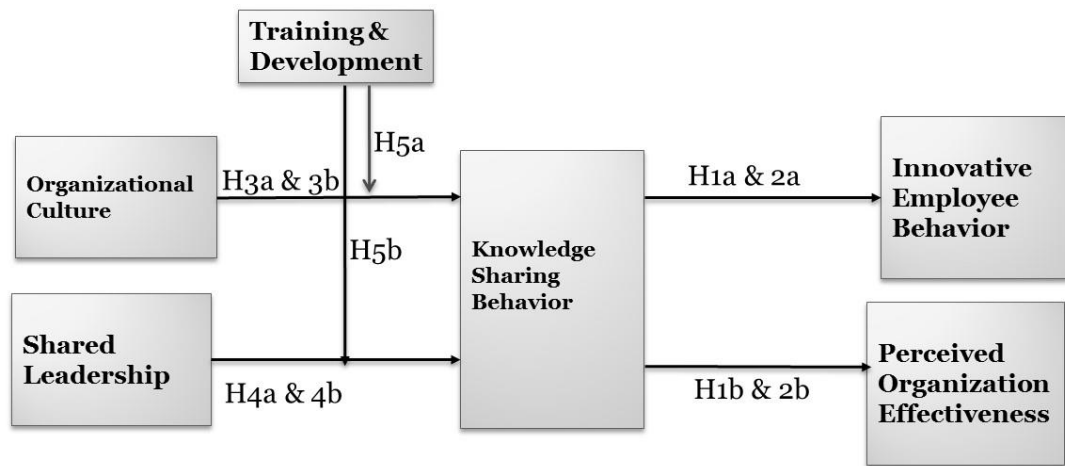 Training &
Development
H5a
Organizational
Culture
H3a & 3b
H1a & 2a
Innovative
Employee
Behavior
H5b
Knowledge
Sharing
Behavior
Shared
Leadership
H4a & 4b
H1b & 2b
Perceived
Organization
Effectiveness